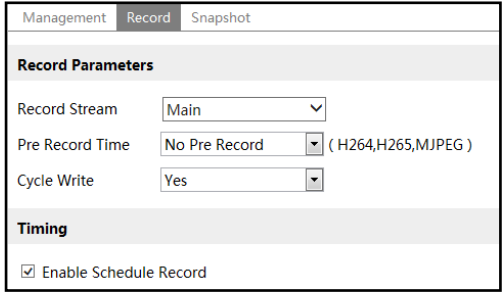 Management Record Snapshot
Record Parameters
Record Stream Main
Pre Record Time No Pre Record ( H264,H265,MJPEG )
Cycle Write Yes
Timing
Enable Schedule Record